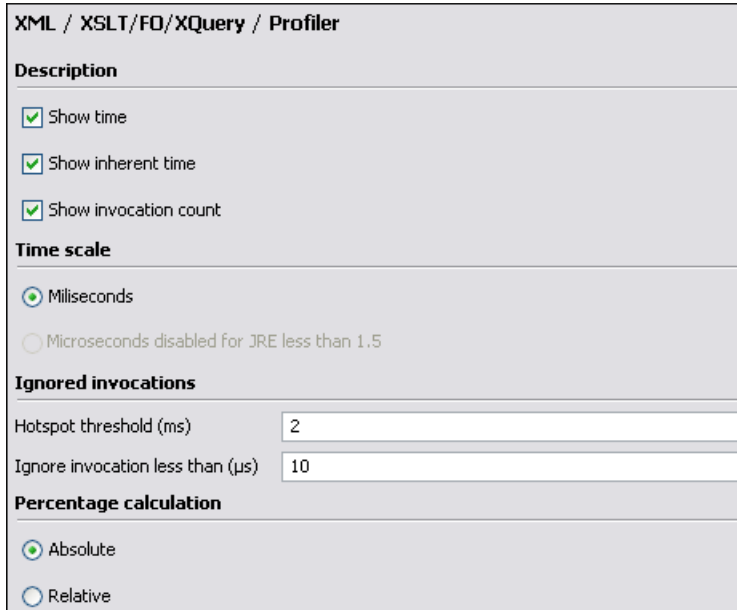 XML / XSLT/FO/XQuery / Profiler
Description
Show time
Show inherent time
Show invocation count
Time scale
Miliseconds
Microseconds disabled for JRE less than 1.5
Ignored invocations
Hotspot threshold (ms) 2
Ignore invocation less than (µs) 10
Percentage calculation
Absolute
Relative